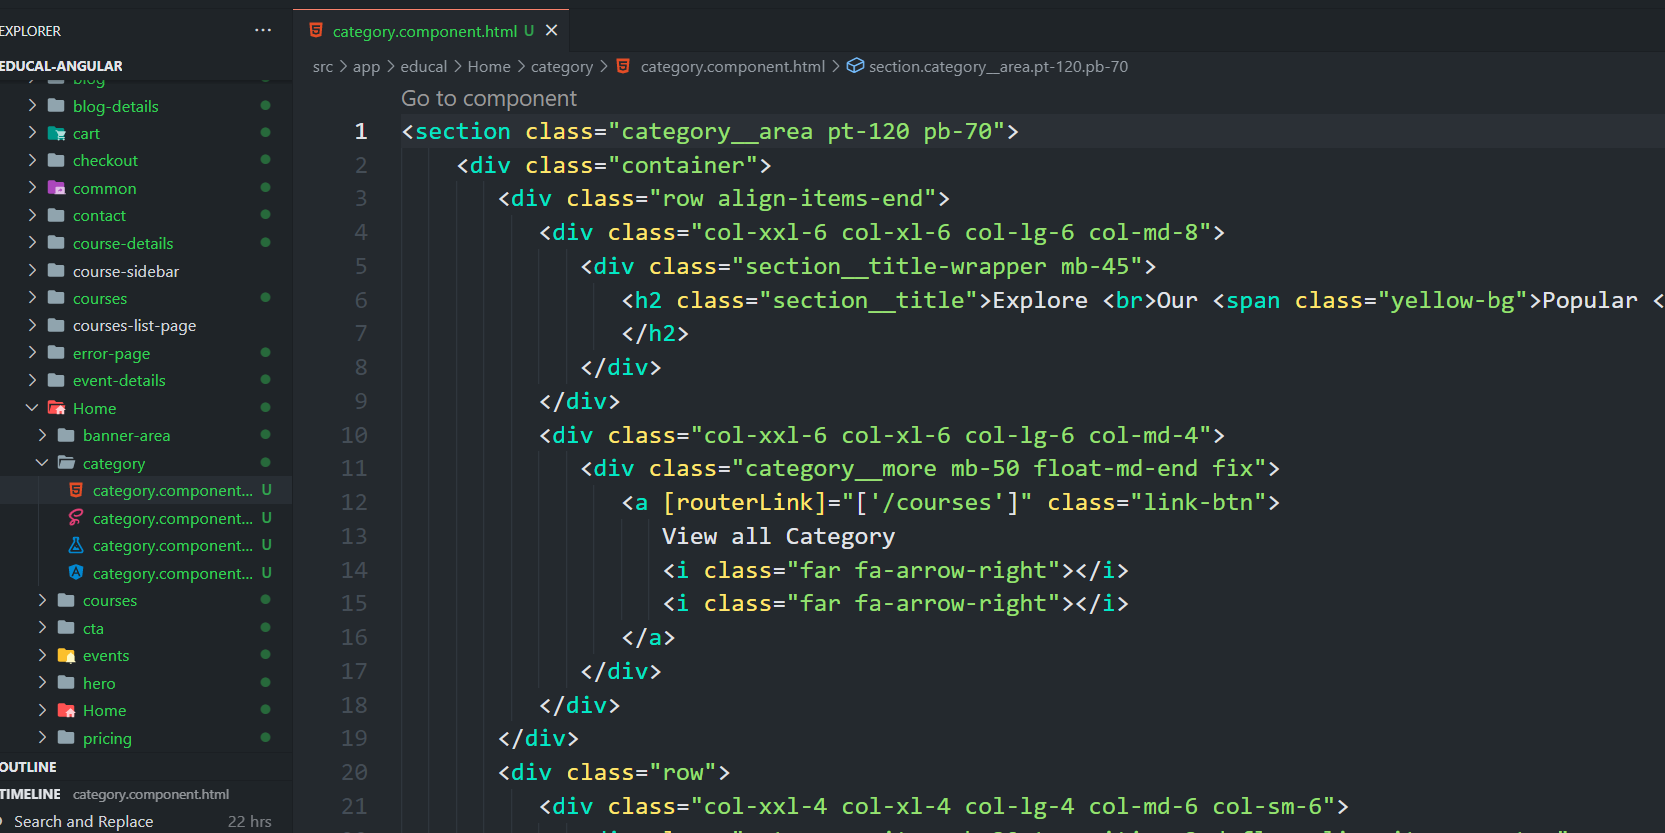 EXPLORER
EDUCAL-ANGULAR
blog
blog-details
cart
checkout
common
contact
course-details
course-sidebar
courses
courses-list-page
error-page
event-details
Home
banner-area
category
category.component... U
category.component... U
category.component... U
category.component... U
courses
cta
events
hero
Home
pricing
OUTLINE
TIMELINE category.component.html
Search and Replace 22 hrs
category.component.html U
src > app > educal > Home > category > category.component.html > section.category__area.pt-120.pb-70
Go to component
1 <section class="category__area pt-120 pb-70">
2 <div class="container">
3 <div class="row align-items-end">
4 <div class="col-xxl-6 col-xl-6 col-lg-6 col-md-8">
5 <div class="section__title-wrapper mb-45">
6 <h2 class="section__title">Explore <br>Our <span class="yellow-bg">Popular <
7 </h2>
8 </div>
9 </div>
10 <div class="col-xxl-6 col-xl-6 col-lg-6 col-md-4">
11 <div class="category__more mb-50 float-md-end fix">
12 <a [routerLink]="['/courses']" class="link-btn">
13 View all Category
14 <i class="far fa-arrow-right"></i>
15 <i class="far fa-arrow-right"></i>
16 </a>
17 </div>
18 </div>
19 </div>
20 <div class="row">
21 <div class="col-xxl-4 col-xl-4 col-lg-4 col-md-6 col-sm-6">